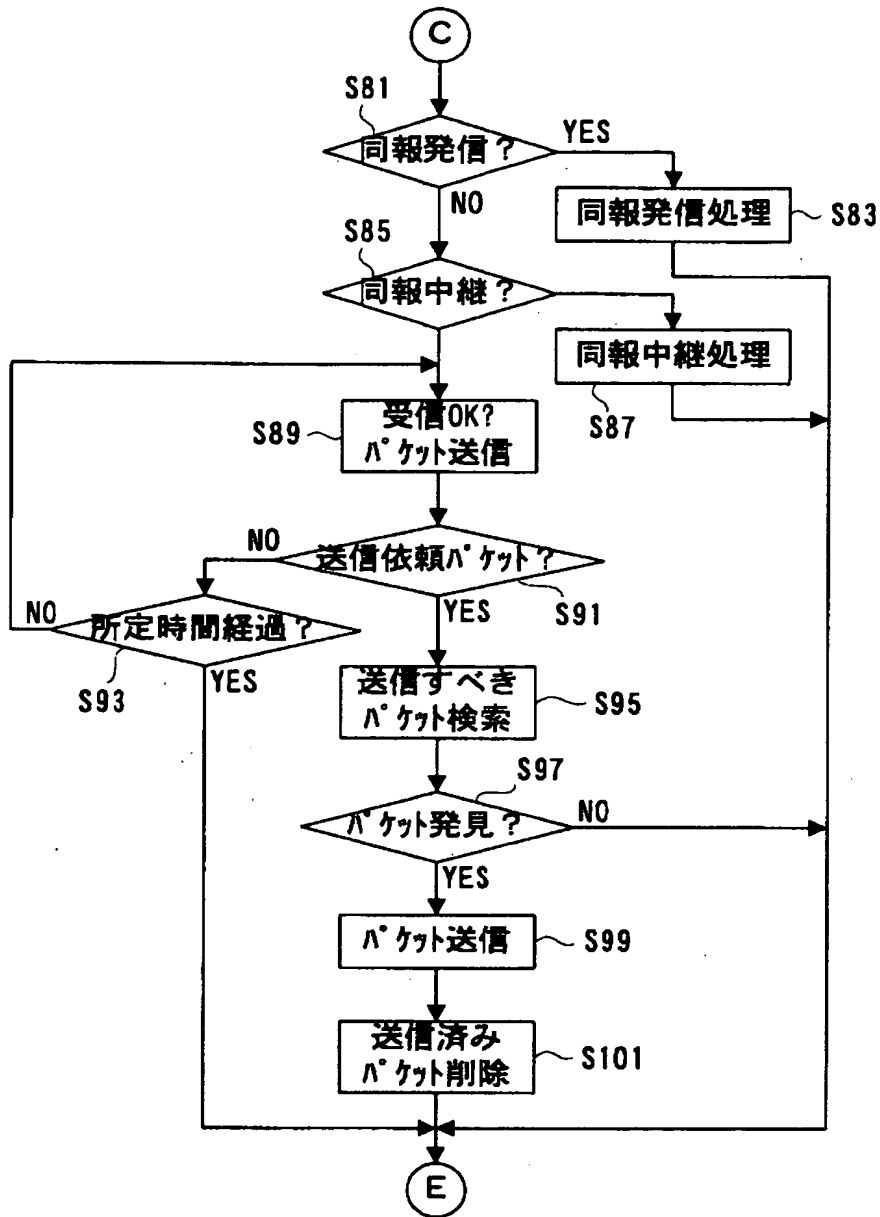 C
S81
同報発信?
YES
NO
同報発信処理
S83
S85
同報中継?
同報中継処理
S87
S89
受信OK?
パケット送信
NO
送信依頼パケット?
S91
YES
NO
所定時間経過?
S93
YES
送信すべき
パケット検索
S95
S97
パケット発見?
NO
YES
パケット送信
S99
送信済み
パケット削除
S101
E